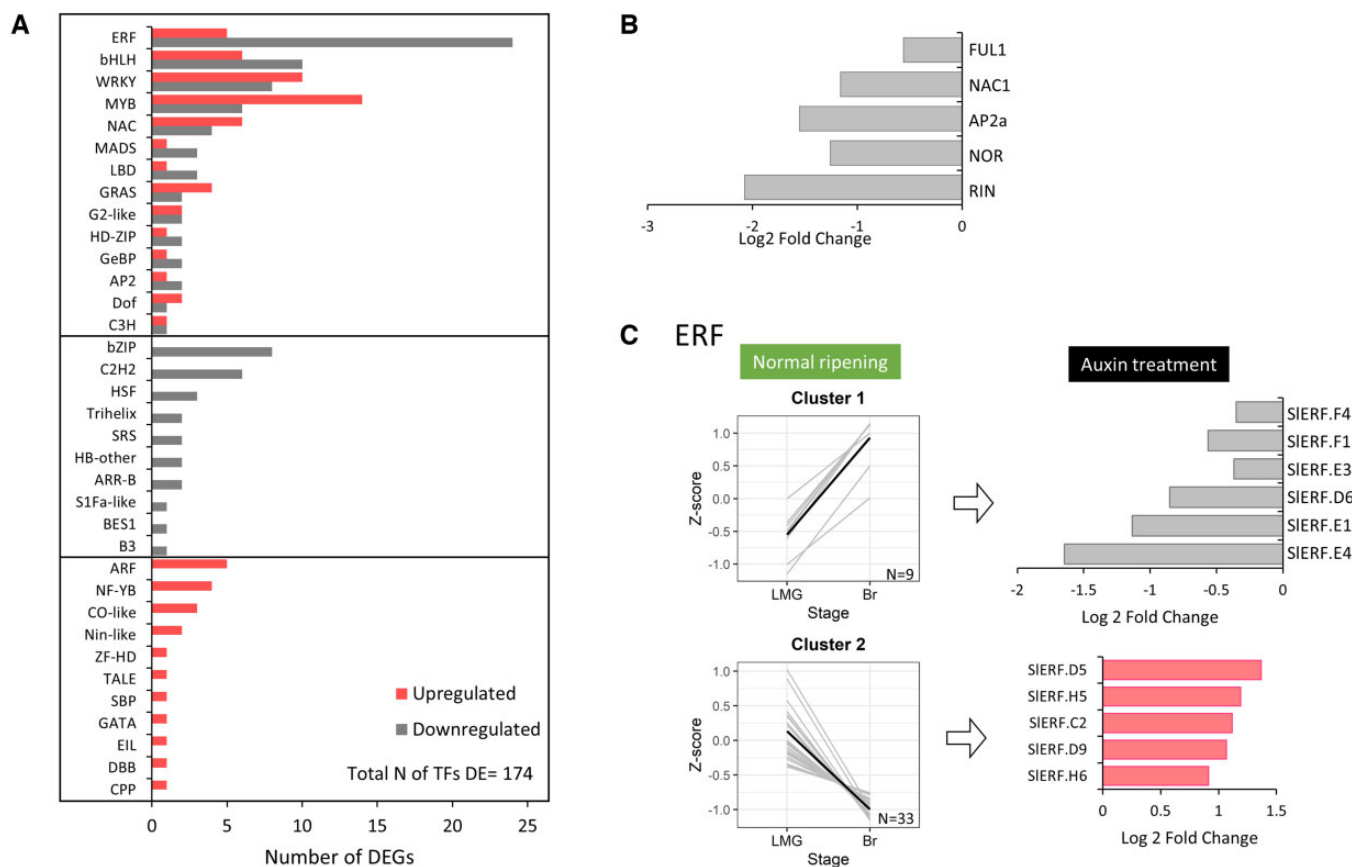 A
ERF
bHLH
WRKY
MYB
NAC
MADS
LBD
GRAS
G2-like
HD-ZIP
GeBP
AP2
Dof
C3H
bZIP
C2H2
HSF
Trihelix
SRS
HB-other
ARR-B
S1Fa-like
BES1
B3
ARF
NF-YB
CO-like
Nin-like
ZF-HD
TALE
SBP
GATA
EIL
DBB
CPP
Upregulated
Downregulated
Total N of TFs DE= 174
0 5 10 15 20 25
Number of DEGs
B
FUL1
NAC1
AP2a
NOR
RIN
-3 -2 -1 0
Log2 Fold Change
C ERF
Normal ripening
Cluster 1
1.0
0.5
0.0
-0.5
-1.0
Z-score
N=9
LMG Br
Stage
Auxin treatment
SlERF.F4
SlERF.F1
SlERF.E3
SlERF.D6
SlERF.E1
SlERF.E4
-2 -1.5 -1 -0.5 0
Log 2 Fold Change
Cluster 2
1.0
0.5
0.0
-0.5
-1.0
Z-score
N=33
LMG Br
Stage
SlERF.D5
SlERF.H5
SlERF.C2
SlERF.D9
SlERF.H6
0 0.5 1 1.5
Log 2 Fold Change